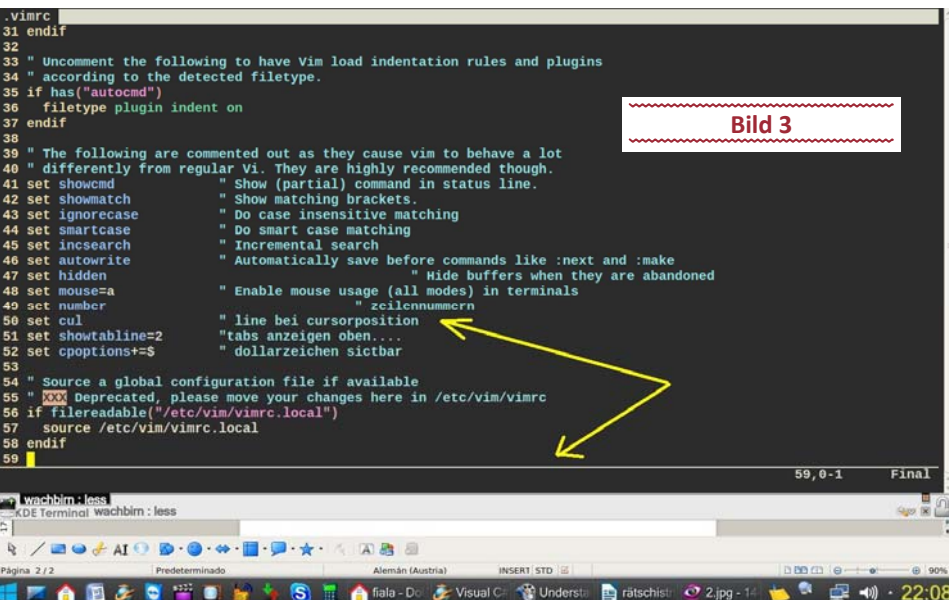 .vimrc
31 endif
32
33 " Uncomment the following to have Vim load indentation rules and plugins
34 " according to the detected filetype.
35 if has("autocmd")
36   filetype plugin indent on
37 endif
38
Bild 3
39 " The following are commented out as they cause vim to behave a lot
40 " differently from regular Vi. They are highly recommended though.
41 set showcmd             " Show (partial) command in status line.
42 set showmatch           " Show matching brackets.
43 set ignorecase          " Do case insensitive matching
44 set smartcase           " Do smart case matching
45 set incsearch           " Incremental search
46 set autowrite           " Automatically save before commands like :next and :make
47 set hidden                                      " Hide buffers when they are abandoned
48 set mouse=a             " Enable mouse usage (all modes) in terminals
49 set number                              " zeilennummern
50 set cul                 " line bei cursorposition
51 set showtabline=2       "tabs anzeigen oben....
52 set cpoptions+=$        " dollarzeichen sictbar
53
54 " Source a global configuration file if available
55 " XXX Deprecated, please move your changes here in /etc/vim/vimrc
56 if filereadable("/etc/vim/vimrc.local")
57   source /etc/vim/vimrc.local
58 endif
59
59,0-1 Final
wachbirn : less
KDE Terminal wachbirn : less
Página 2 / 2 Predeterminado Alemán (Austria) INSERT STD 90%
fiala - Do Visual C Understa rätschist 2.jpg - 14 22:05